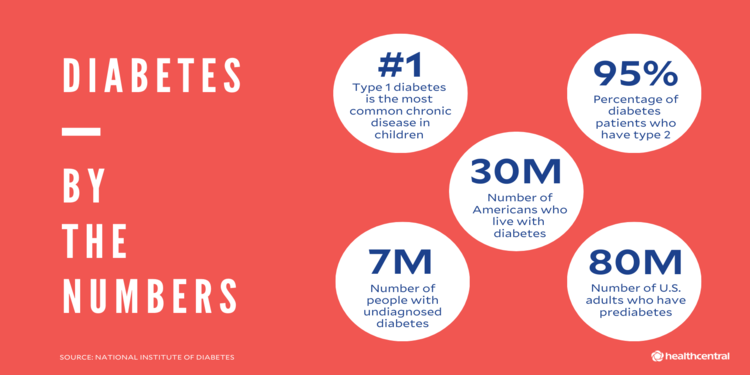 DIABETES
BY
THE
NUMBERS
SOURCE: NATIONAL INSTITUTE OF DIABETES
#1
Type 1 diabetes
is the most
common chronic
disease in
children
95%
Percentage of
diabetes
patients who
have type 2
30M
Number of
Americans who
live with
diabetes
7M
Number of
people with
undiagnosed
diabetes
80M
Number of U.S.
adults who have
prediabetes
healthcentral